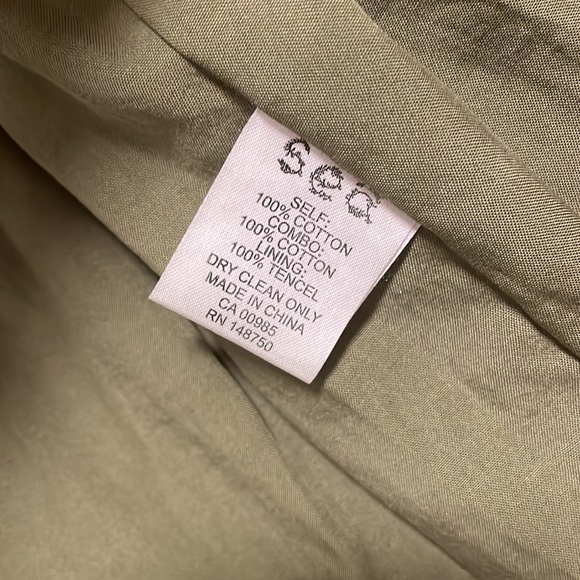 sea
SELF:
100% COTTON
COMBO:
100% COTTON
LINING:
100% TENCEL
DRY CLEAN ONLY
MADE IN CHINA
CA 00985
RN 148750